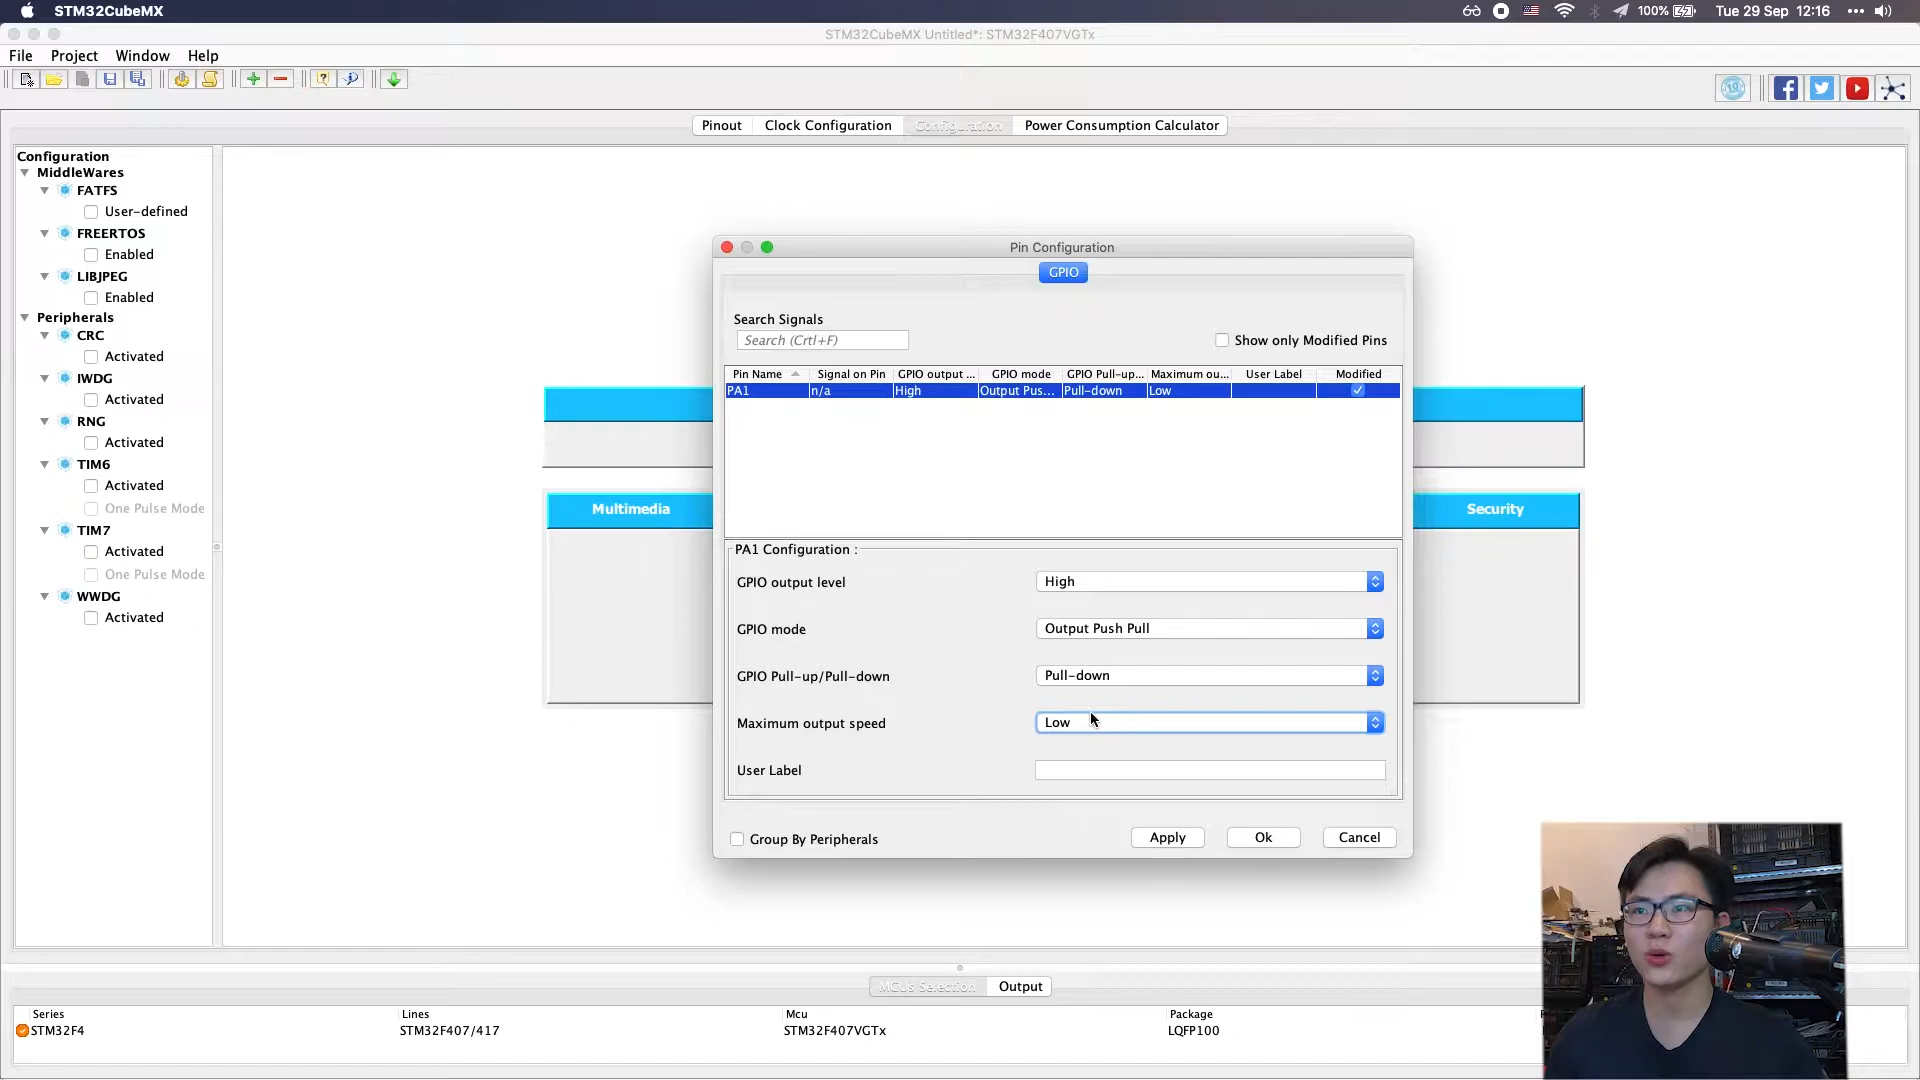 STM32CubeMX
100%
Tue 29 Sep 12:16
STM32CubeMX Untitled*: STM32F407VGTx
File Project Window Help
Pinout Clock Configuration Configuration Power Consumption Calculator
Configuration
MiddleWares
FATFS
User-defined
FREERTOS
Enabled
LIBJPEG
Enabled
Peripherals
CRC
Activated
IWDG
Activated
RNG
Activated
TIM6
Activated
One Pulse Mode
TIM7
Activated
One Pulse Mode
WWDG
Activated
Multimedia
Security
Pin Configuration
GPIO
Search Signals
Search (Crtl+F)
Show only Modified Pins
Pin Name Signal on Pin GPIO output ... GPIO mode GPIO Pull-up... Maximum ou... User Label Modified
PA1 n/a High Output Pus... Pull-down Low
PA1 Configuration :
GPIO output level High
GPIO mode Output Push Pull
GPIO Pull-up/Pull-down Pull-down
Maximum output speed Low
User Label
Group By Peripherals
Apply Ok Cancel
MCUs Selection Output
Series Lines Mcu Package
STM32F4 STM32F407/417 STM32F407VGTx LQFP100